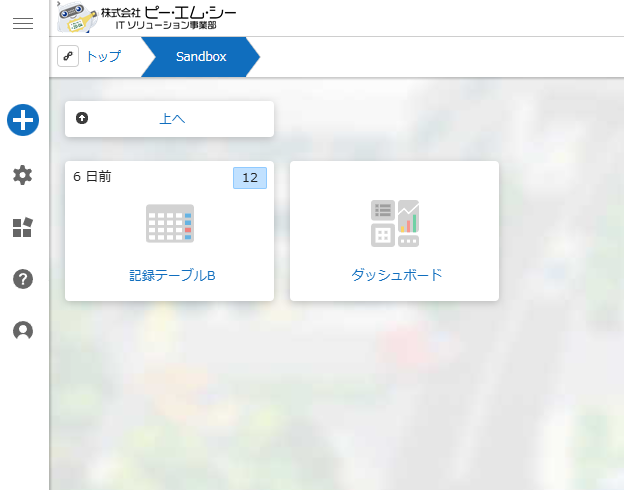 株式会社 ピー・エム・シー
ITソリューション事業部
トップ
Sandbox
上へ
6 日前
12
記録テーブルB
ダッシュボード